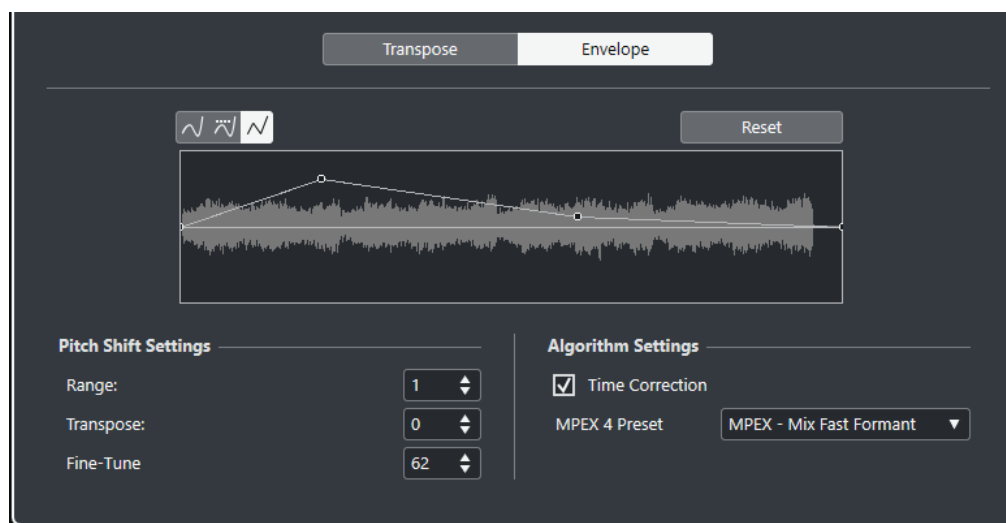 Transpose
Envelope
Reset
Pitch Shift Settings
Range:
1
Transpose:
0
Fine-Tune
62
Algorithm Settings
Time Correction
MPEX 4 Preset
MPEX - Mix Fast Formant